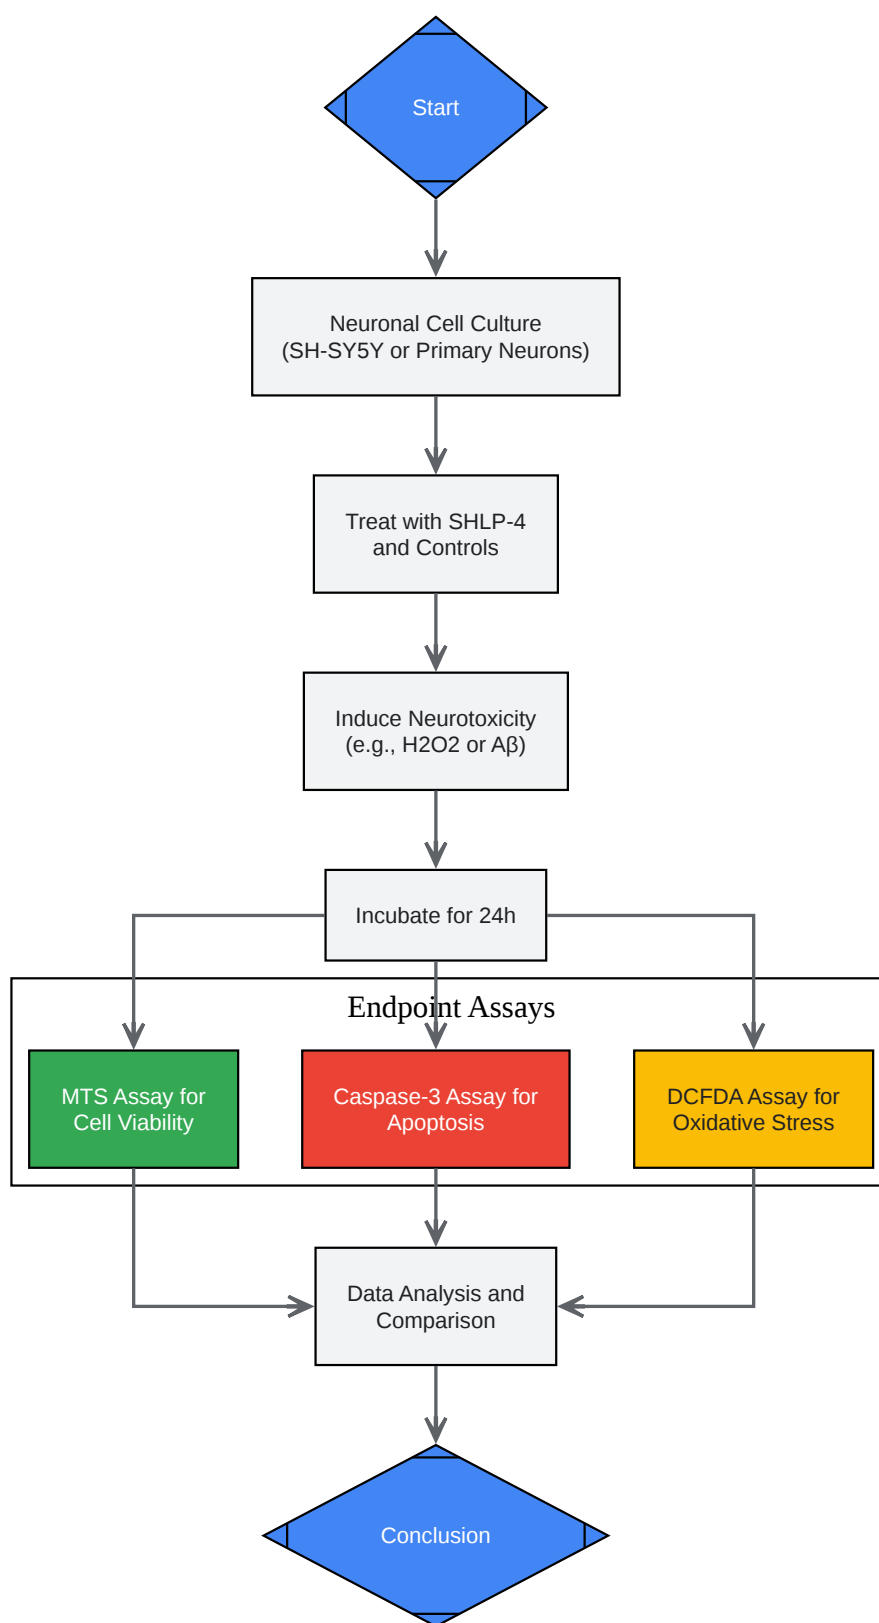 Start
Neuronal Cell Culture
(SH-SY5Y or Primary Neurons)
Treat with SHLP-4
and Controls
Induce Neurotoxicity
(e.g., H2O2 or Aβ)
Incubate for 24h
Endpoint Assays
MTS Assay for
Cell Viability
Caspase-3 Assay for
Apoptosis
DCFDA Assay for
Oxidative Stress
Data Analysis and
Comparison
Conclusion